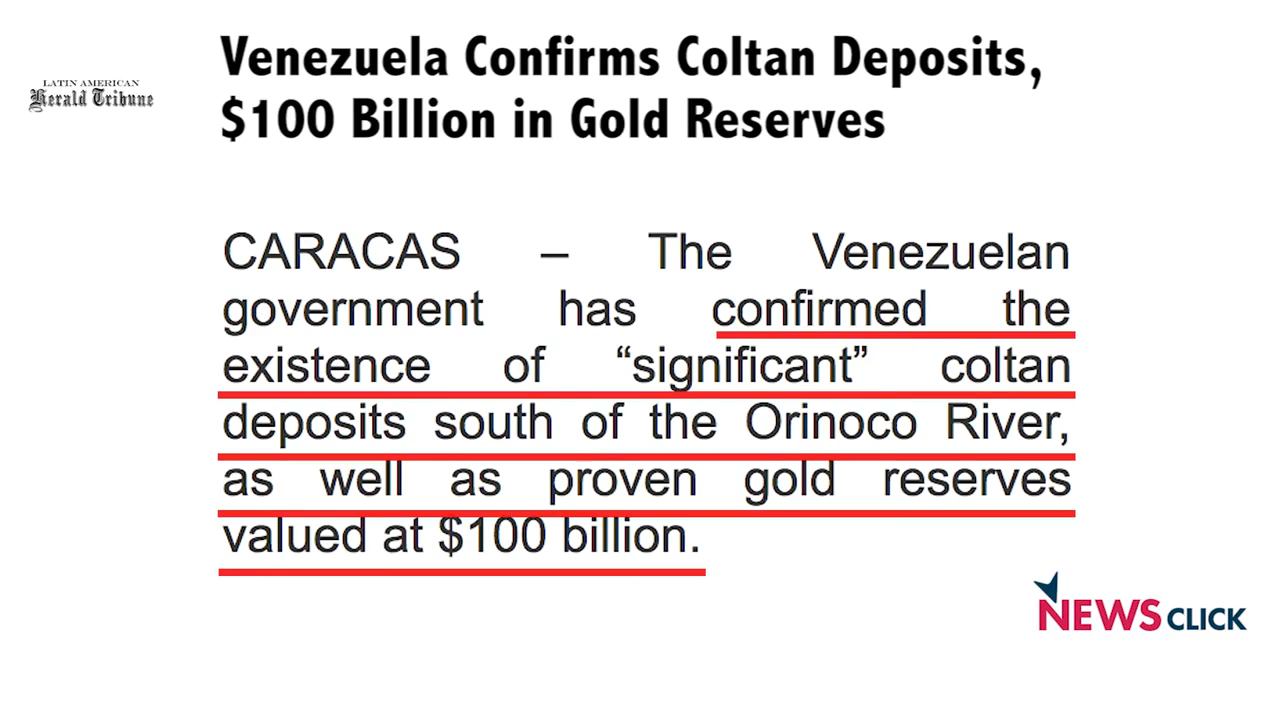 Venezuela Confirms Coltan Deposits,
$100 Billion in Gold Reserves
LATIN AMERICAN
Herald Tribune
CARACAS – The Venezuelan
government has confirmed the
existence of “significant” coltan
deposits south of the Orinoco River,
as well as proven gold reserves
valued at $100 billion.
NEWSCLICK